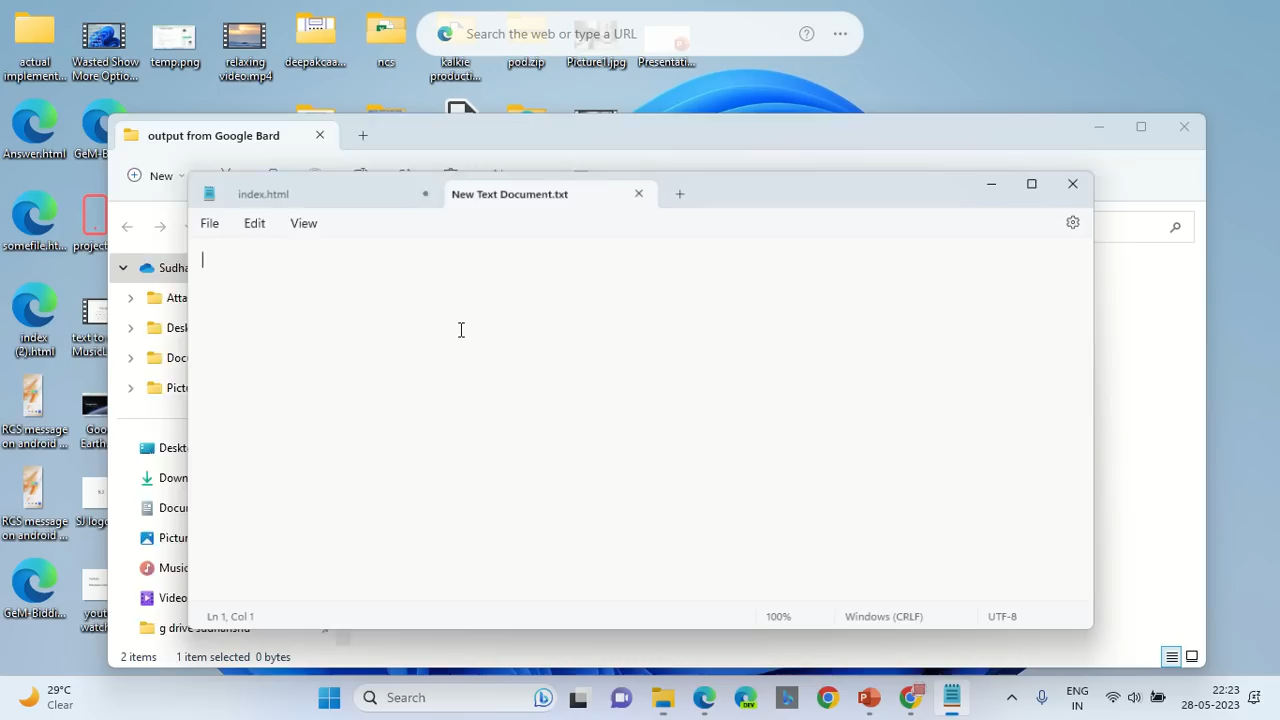 Search the web or type a URL
actual
implement...
Wasted Show
More Optio...
temp.png
relaxing
video.mp4
deepakcaa...
ncs
kalkie
producti...
pod.zip
Picture1.jpg
Presentati...
Answer.html
output from Google Bard
New
index.html
New Text Document.txt
File
Edit
View
somefile.ht...
project
Sudha
Atta
Desk
Doc
Pict
index
(2).html
text to
MusicL
RCS message
on android ...
Goo
Earth
Deskt
Down
Docur
Pictur
Music
Video
g drive sudhanshu
RCS message
on android ...
SJ logo
GeM-Biddi...
yout
watch
Ln 1, Col 1
100%
Windows (CRLF)
UTF-8
2 items
1 item selected 0 bytes
29°C
Clear
Search
DEV
ENG
IN
22:23
28-05-2023